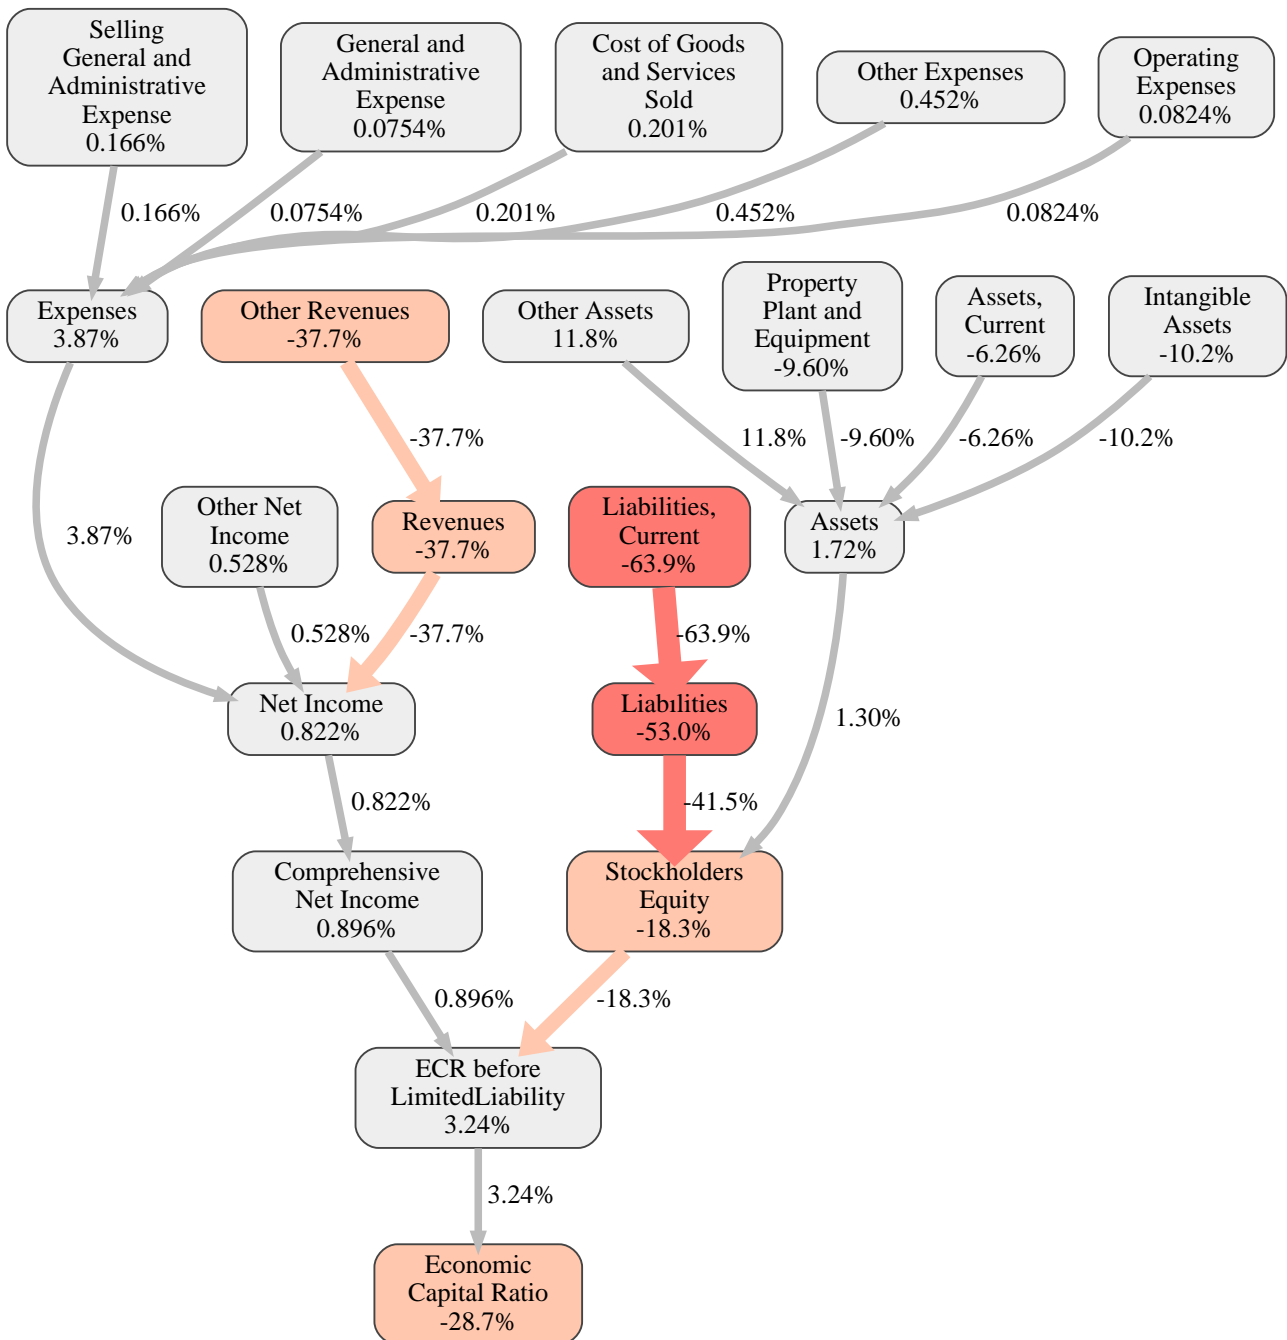 Selling
General and
Administrative
Expense
0.166%
General and
Administrative
Expense
0.0754%
Cost of Goods
and Services
Sold
0.201%
Other Expenses
0.452%
Operating
Expenses
0.0824%
0.166%
0.0754%
0.201%
0.452%
0.0824%
Expenses
3.87%
Other Revenues
-37.7%
Other Assets
11.8%
Property
Plant and
Equipment
-9.60%
Assets,
Current
-6.26%
Intangible
Assets
-10.2%
-37.7%
11.8%
-9.60%
-6.26%
-10.2%
3.87%
Other Net
Income
0.528%
Revenues
-37.7%
Liabilities,
Current
-63.9%
Assets
1.72%
0.528%
-37.7%
-63.9%
1.30%
Net Income
0.822%
Liabilities
-53.0%
0.822%
-41.5%
Comprehensive
Net Income
0.896%
Stockholders
Equity
-18.3%
0.896%
-18.3%
ECR before
LimitedLiability
3.24%
3.24%
Economic
Capital Ratio
-28.7%